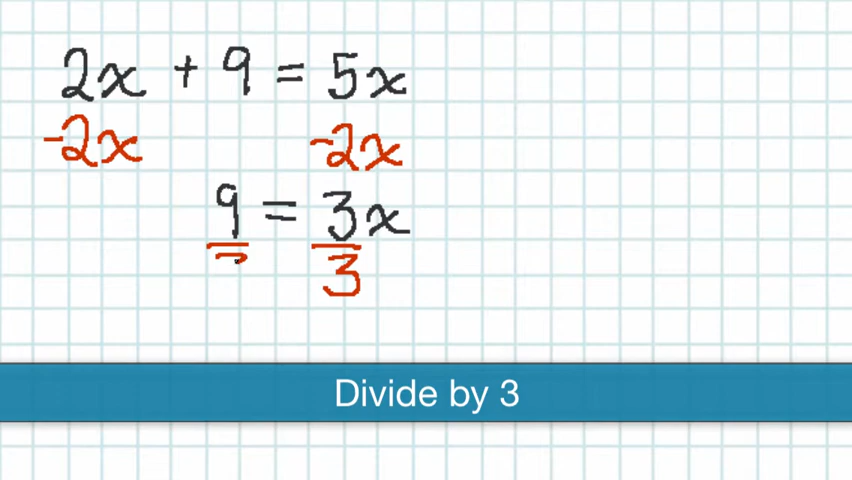 2x + 9 = 5x
-2x -2x
9 = 3x
3
Divide by 3